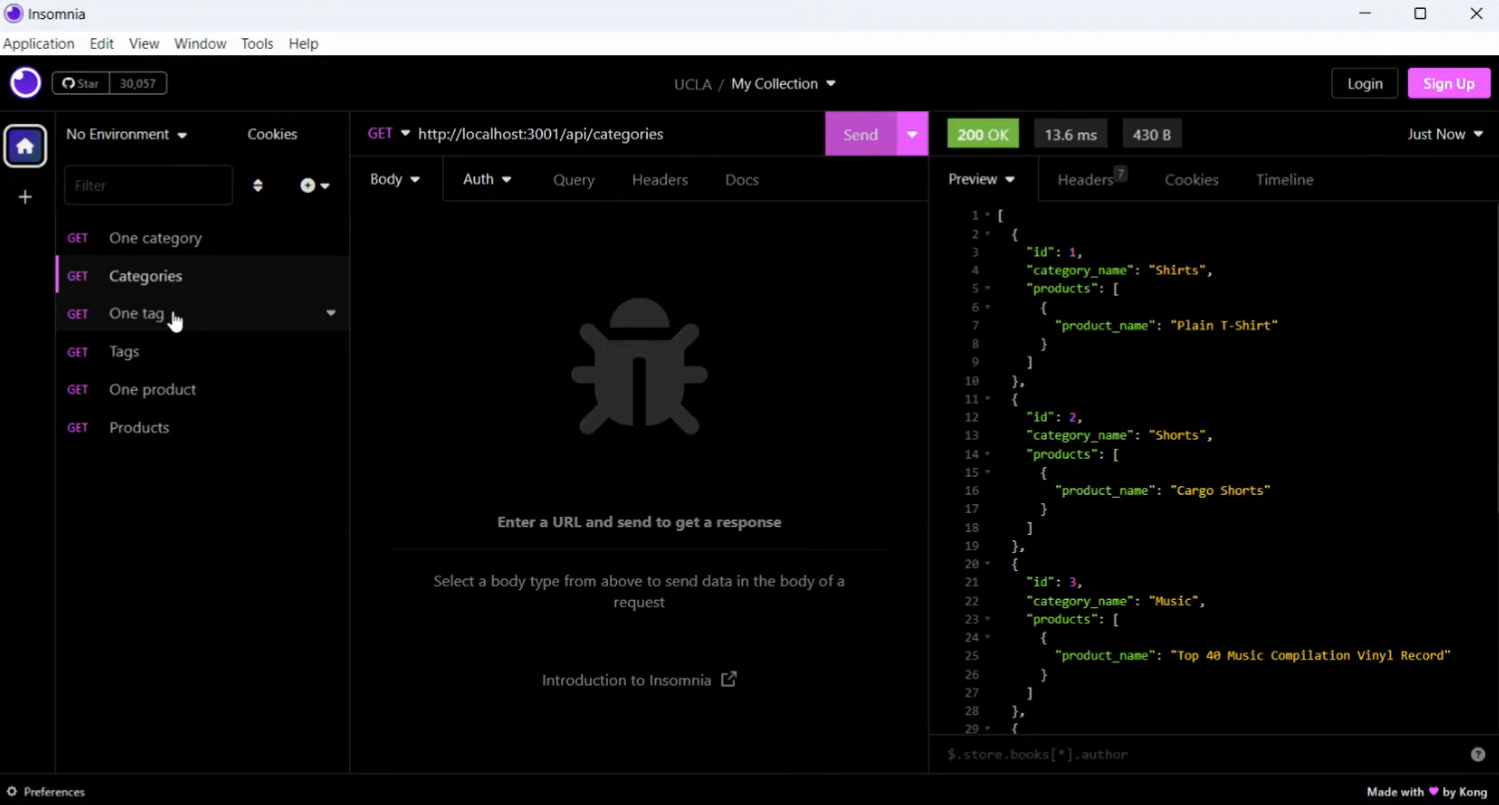 Insomnia
Application Edit View Window Tools Help
Star 30,057
UCLA / My Collection
Login Sign Up
No Environment Cookies
Filter
GET One category
GET Categories
GET One tag
GET Tags
GET One product
GET Products
GET http://localhost:3001/api/categories Send
Body Auth Query Headers Docs
Enter a URL and send to get a response
Select a body type from above to send data in the body of a
request
Introduction to Insomnia
200 OK 13.6 ms 430 B Just Now
Preview Headers 7 Cookies Timeline
1 [
2 {
3 "id": 1,
4 "category_name": "Shirts",
5 "products": [
6 {
7 "product_name": "Plain T-Shirt"
8 }
9 ]
10 },
11 {
12 "id": 2,
13 "category_name": "Shorts",
14 "products": [
15 {
16 "product_name": "Cargo Shorts"
17 }
18 ]
19 },
20 {
21 "id": 3,
22 "category_name": "Music",
23 "products": [
24 {
25 "product_name": "Top 40 Music Compilation Vinyl Record"
26 }
27 ]
28 },
29 {
$.store.books[*].author ?
Preferences
Made with ♥ by Kong